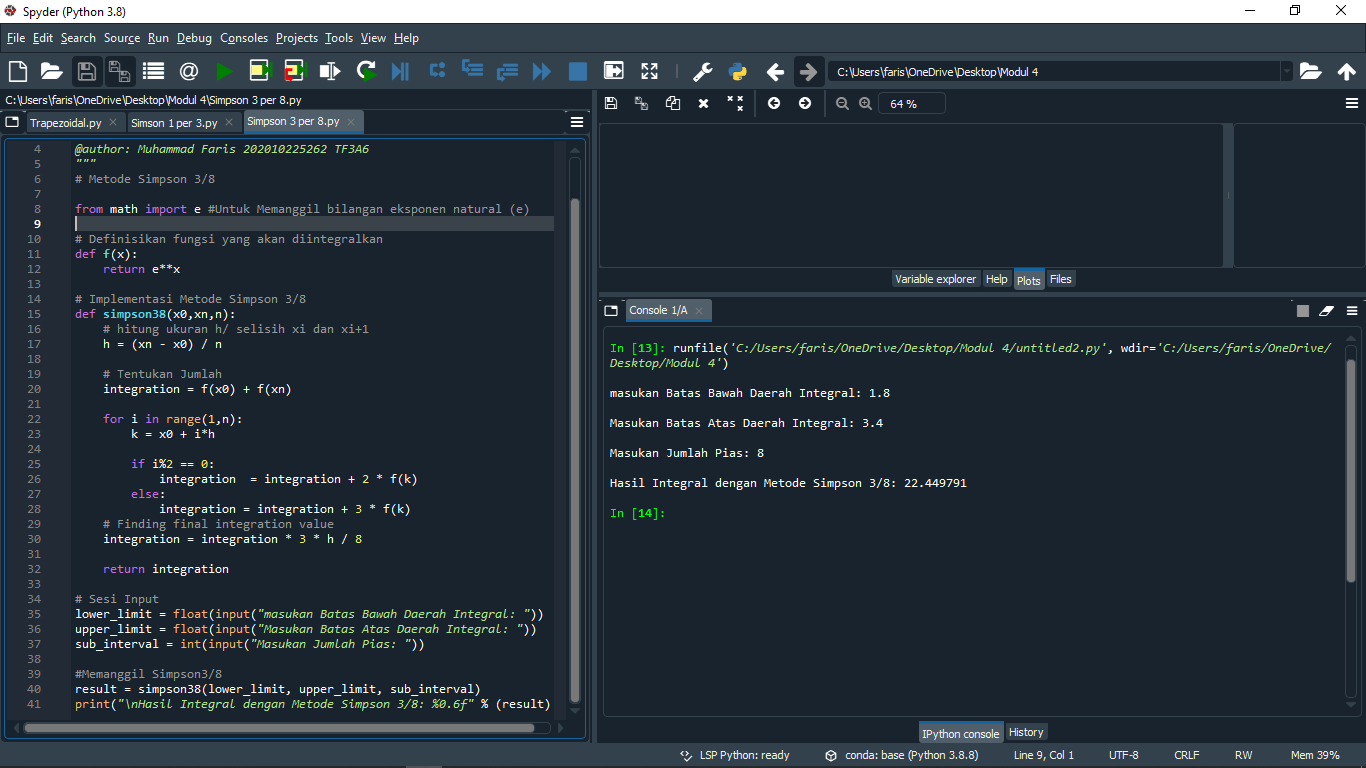 Spyder (Python 3.8)
File Edit Search Source Run Debug Consoles Projects Tools View Help
C:\Users\faris\OneDrive\Desktop\Modul 4
C:\Users\faris\OneDrive\Desktop\Modul 4\Simpson 3 per 8.py
Trapezoidal.py Simson 1 per 3.py Simpson 3 per 8.py
4 @author: Muhammad Faris 202010225262 TF3A6
5 """
6 # Metode Simpson 3/8
7
8 from math import e #Untuk Memanggil bilangan eksponen natural (e)
9
10 # Definisikan fungsi yang akan diintegralkan
11 def f(x):
12 return e**x
13
14 # Implementasi Metode Simpson 3/8
15 def simpson38(x0,xn,n):
16 # hitung ukuran h/ selisih xi dan xi+1
17 h = (xn - x0) / n
18
19 # Tentukan Jumlah
20 integration = f(x0) + f(xn)
21
22 for i in range(1,n):
23 k = x0 + i*h
24
25 if i%2 == 0:
26 integration  = integration + 2 * f(k)
27 else:
28 integration = integration + 3 * f(k)
29 # Finding final integration value
30 integration = integration * 3 * h / 8
31
32 return integration
33
34 # Sesi Input
35 lower_limit = float(input("masukan Batas Bawah Daerah Integral: "))
36 upper_limit = float(input("Masukan Batas Atas Daerah Integral: "))
37 sub_interval = int(input("Masukan Jumlah Pias: "))
38
39 #Memanggil Simpson3/8
40 result = simpson38(lower_limit, upper_limit, sub_interval)
41 print("\nHasil Integral dengan Metode Simpson 3/8: %0.6f" % (result)
64 %
Variable explorer Help Plots Files
Console 1/A
In [13]: runfile('C:/Users/faris/OneDrive/Desktop/Modul 4/untitled2.py', wdir='C:/Users/faris/OneDrive/
Desktop/Modul 4')
masukan Batas Bawah Daerah Integral: 1.8
Masukan Batas Atas Daerah Integral: 3.4
Masukan Jumlah Pias: 8
Hasil Integral dengan Metode Simpson 3/8: 22.449791
In [14]:
IPython console History
LSP Python: ready conda: base (Python 3.8.8) Line 9, Col 1 UTF-8 CRLF RW Mem 39%